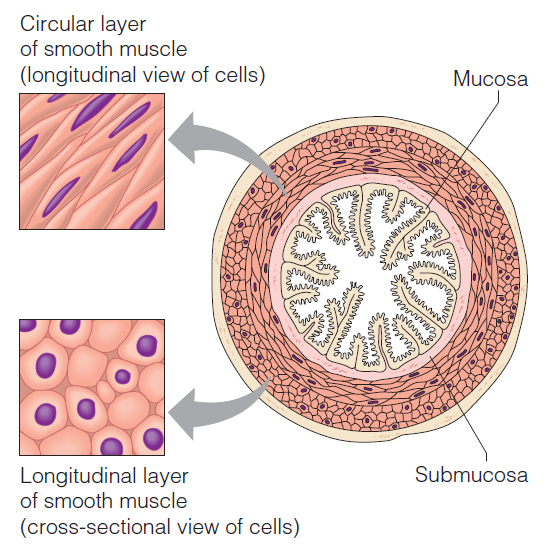 Circular layer
of smooth muscle
(longitudinal view of cells)
Mucosa
Submucosa
Longitudinal layer
of smooth muscle
(cross-sectional view of cells)